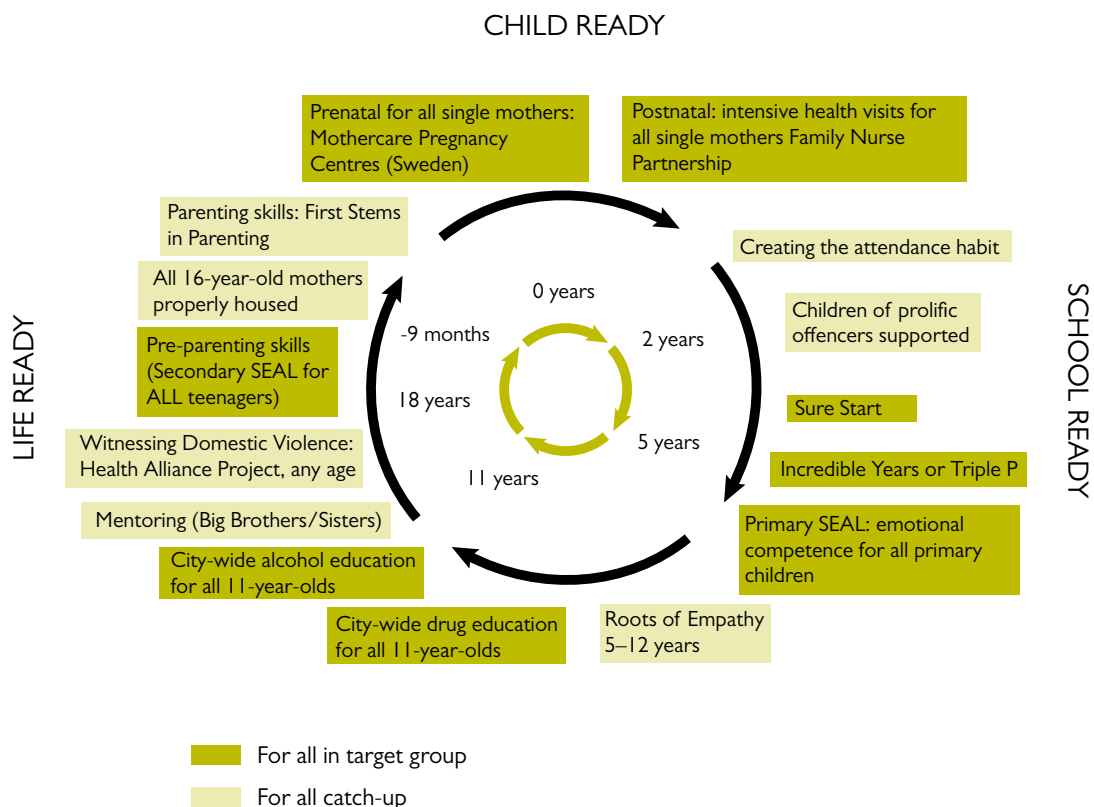 CHILD READY
Prenatal for all single mothers:
Mothercare Pregnancy
Centres (Sweden)
Postnatal: intensive health visits for
all single mothers Family Nurse
Partnership
Parenting skills: First Stems
in Parenting
Creating the attendance habit
All 16-year-old mothers
properly housed
Children of prolific
offencers supported
Pre-parenting skills
(Secondary SEAL for
ALL teenagers)
Sure Start
Witnessing Domestic Violence:
Health Alliance Project, any age
Incredible Years or Triple P
Mentoring (Big Brothers/Sisters)
Primary SEAL: emotional
competence for all primary
children
City-wide alcohol education
for all 11-year-olds
City-wide drug education
for all 11-year-olds
Roots of Empathy
5–12 years
0 years
-9 months
2 years
18 years
5 years
11 years
LIFE READY
SCHOOL READY
For all in target group
For all catch-up